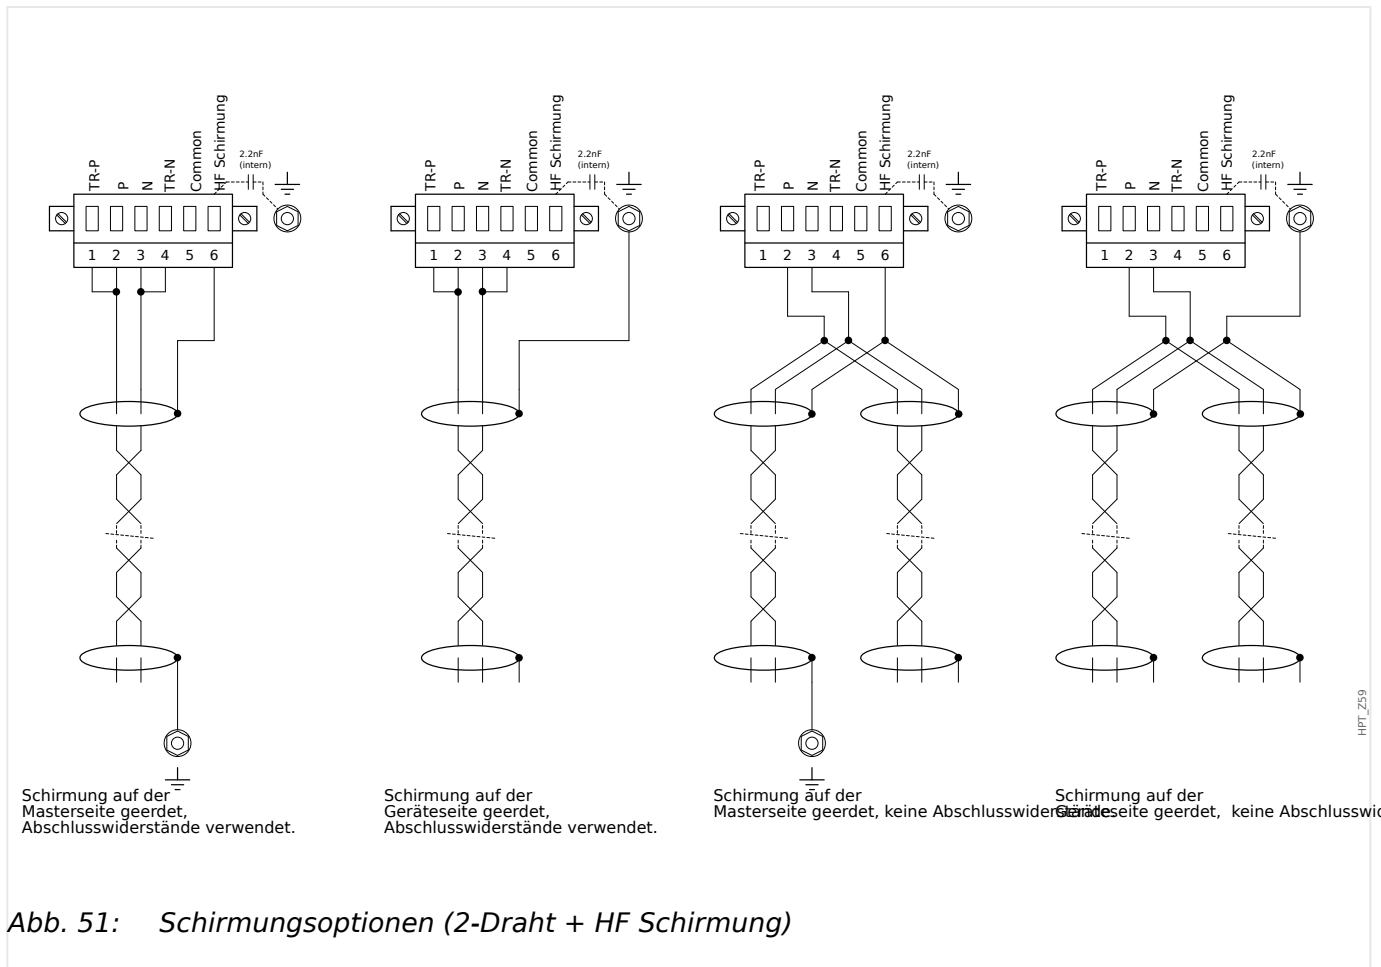 TR-P
P
N
TR-N
Common
HF Schirmung
2.2nF
(intern)
1 2 3 4 5 6
TR-P
P
N
TR-N
Common
HF Schirmung
2.2nF
(intern)
1 2 3 4 5 6
TR-P
P
N
TR-N
Common
HF Schirmung
2.2nF
(intern)
1 2 3 4 5 6
TR-P
P
N
TR-N
Common
HF Schirmung
2.2nF
(intern)
1 2 3 4 5 6
HPT_Z59
Schirmung auf der
Masterseite geerdet,
Abschlusswiderstände verwendet.
Schirmung auf der
Geräteseite geerdet,
Abschlusswiderstände verwendet.
Schirmung auf der
Masterseite geerdet, keine Abschlusswiderstände.
Schirmung auf der
Geräteseite geerdet, keine Abschlusswid
Abb. 51: Schirmungsoptionen (2-Draht + HF Schirmung)